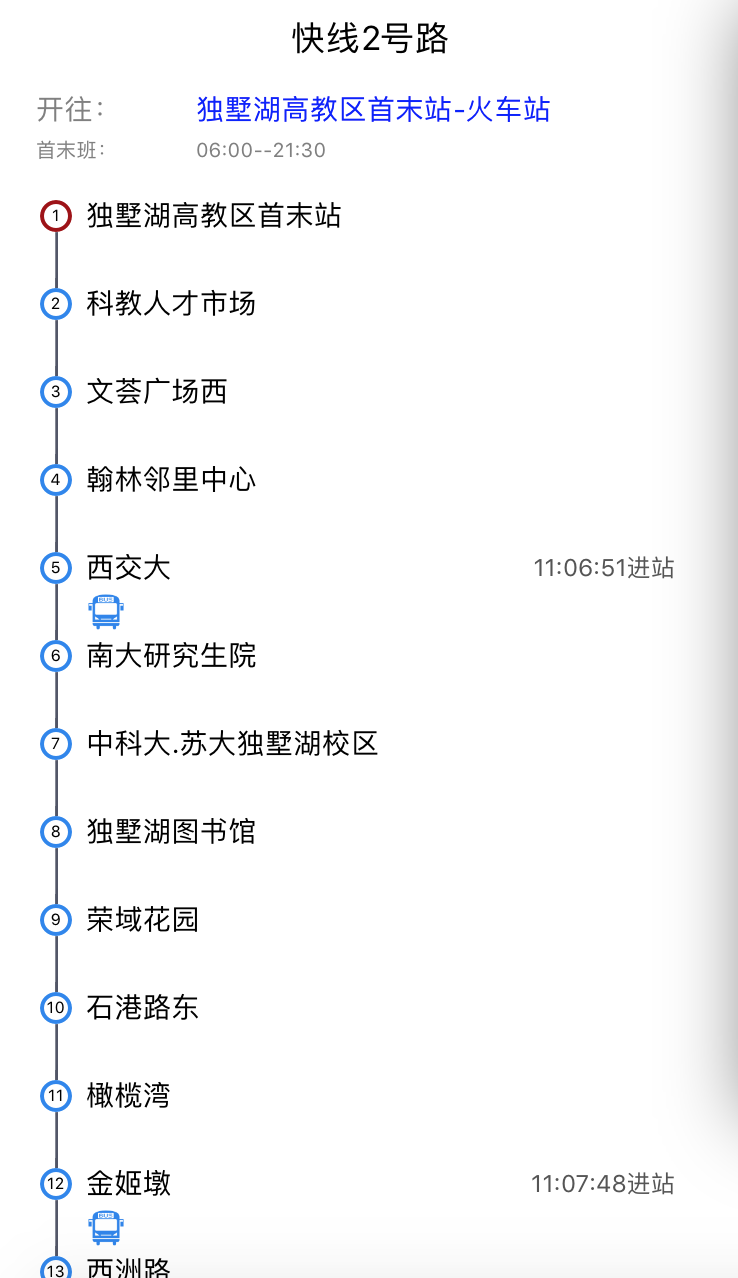 快线2号路
开往： 独墅湖高教区首末站-火车站
首末班： 06:00--21:30
1 独墅湖高教区首末站
2 科教人才市场
3 文荟广场西
4 翰林邻里中心
5 西交大 11:06:51进站
BUS
6 南大研究生院
7 中科大.苏大独墅湖校区
8 独墅湖图书馆
9 荣域花园
10 石港路东
11 橄榄湾
12 金姬墩 11:07:48进站
BUS
13 西洲路